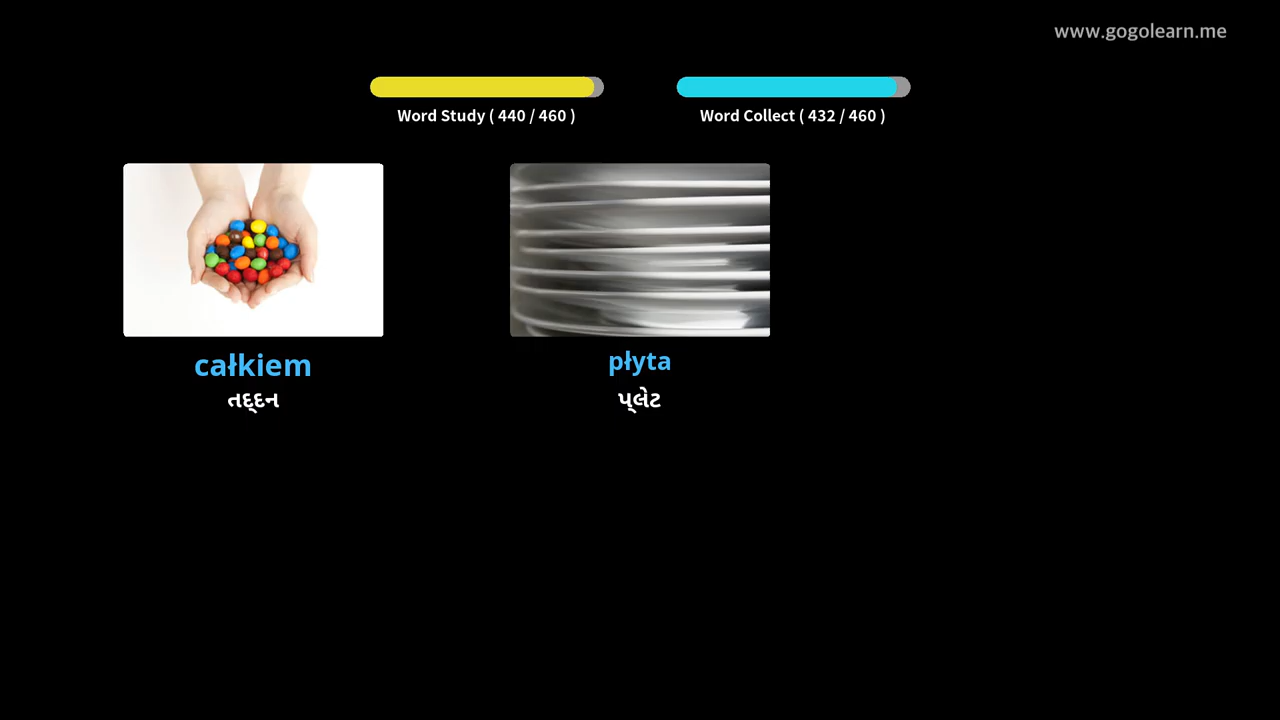 www.gogolearn.me
Word Study ( 440 / 460 )
Word Collect ( 432 / 460 )
całkiem
તદ્દન
płyta
પ્લેટ